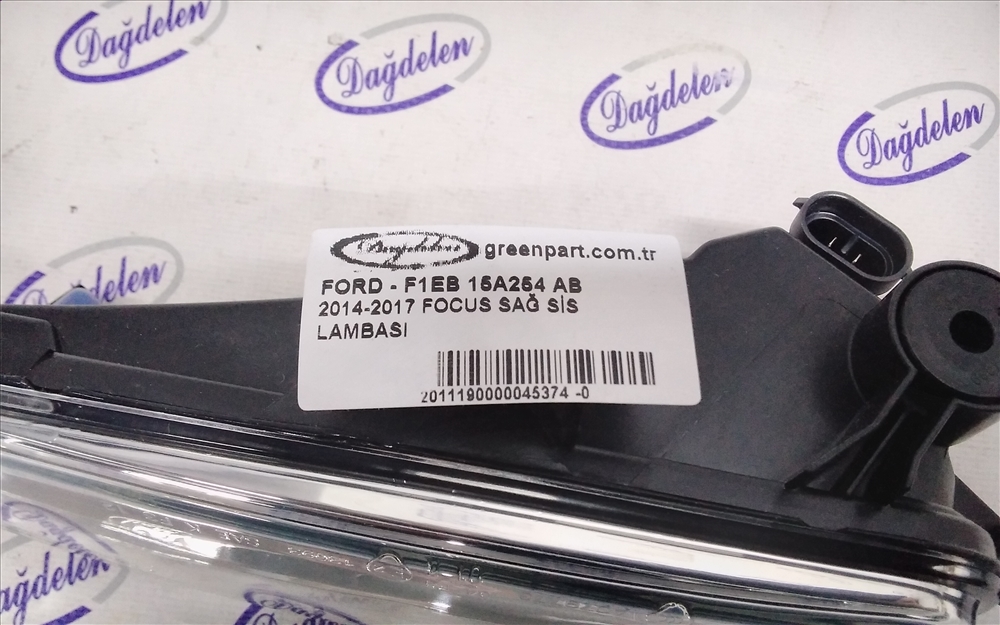 Dağdelen
Dağdelen
Dağdelen
Dağdelen
Dağdelen greenpart.com.tr
FORD - F1EB 15A254 AB
2014-2017 FOCUS SAĞ SİS
LAMBASI
2011190000045374 -0
Dağdelen